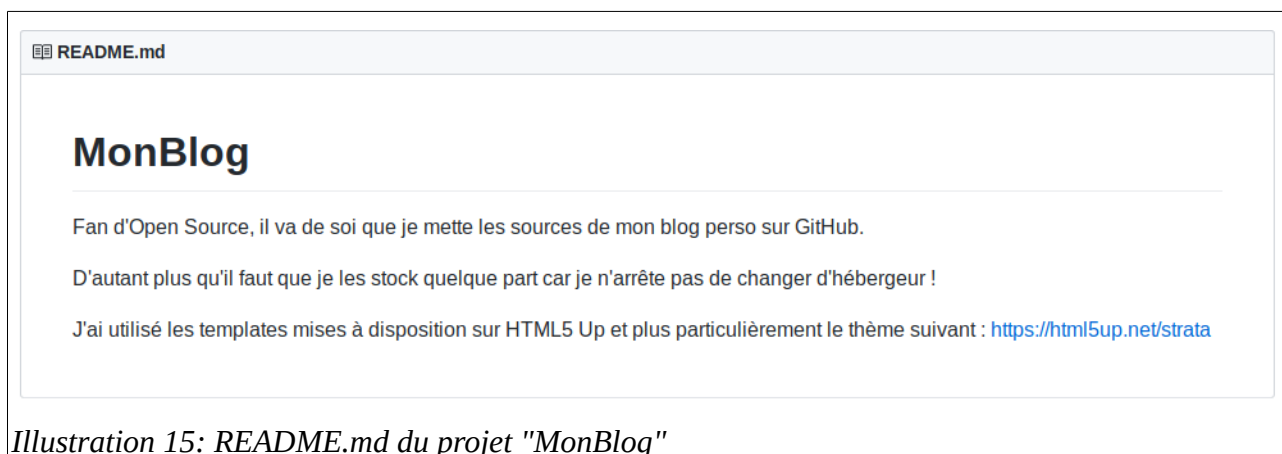 README.md
MonBlog
Fan d'Open Source, il va de soi que je mette les sources de mon blog perso sur GitHub.
D'autant plus qu'il faut que je les stock quelque part car je n'arrête pas de changer d'hébergeur !
J'ai utilisé les templates mises à disposition sur HTML5 Up et plus particulièrement le thème suivant : https://html5up.net/strata
Illustration 15: README.md du projet "MonBlog"